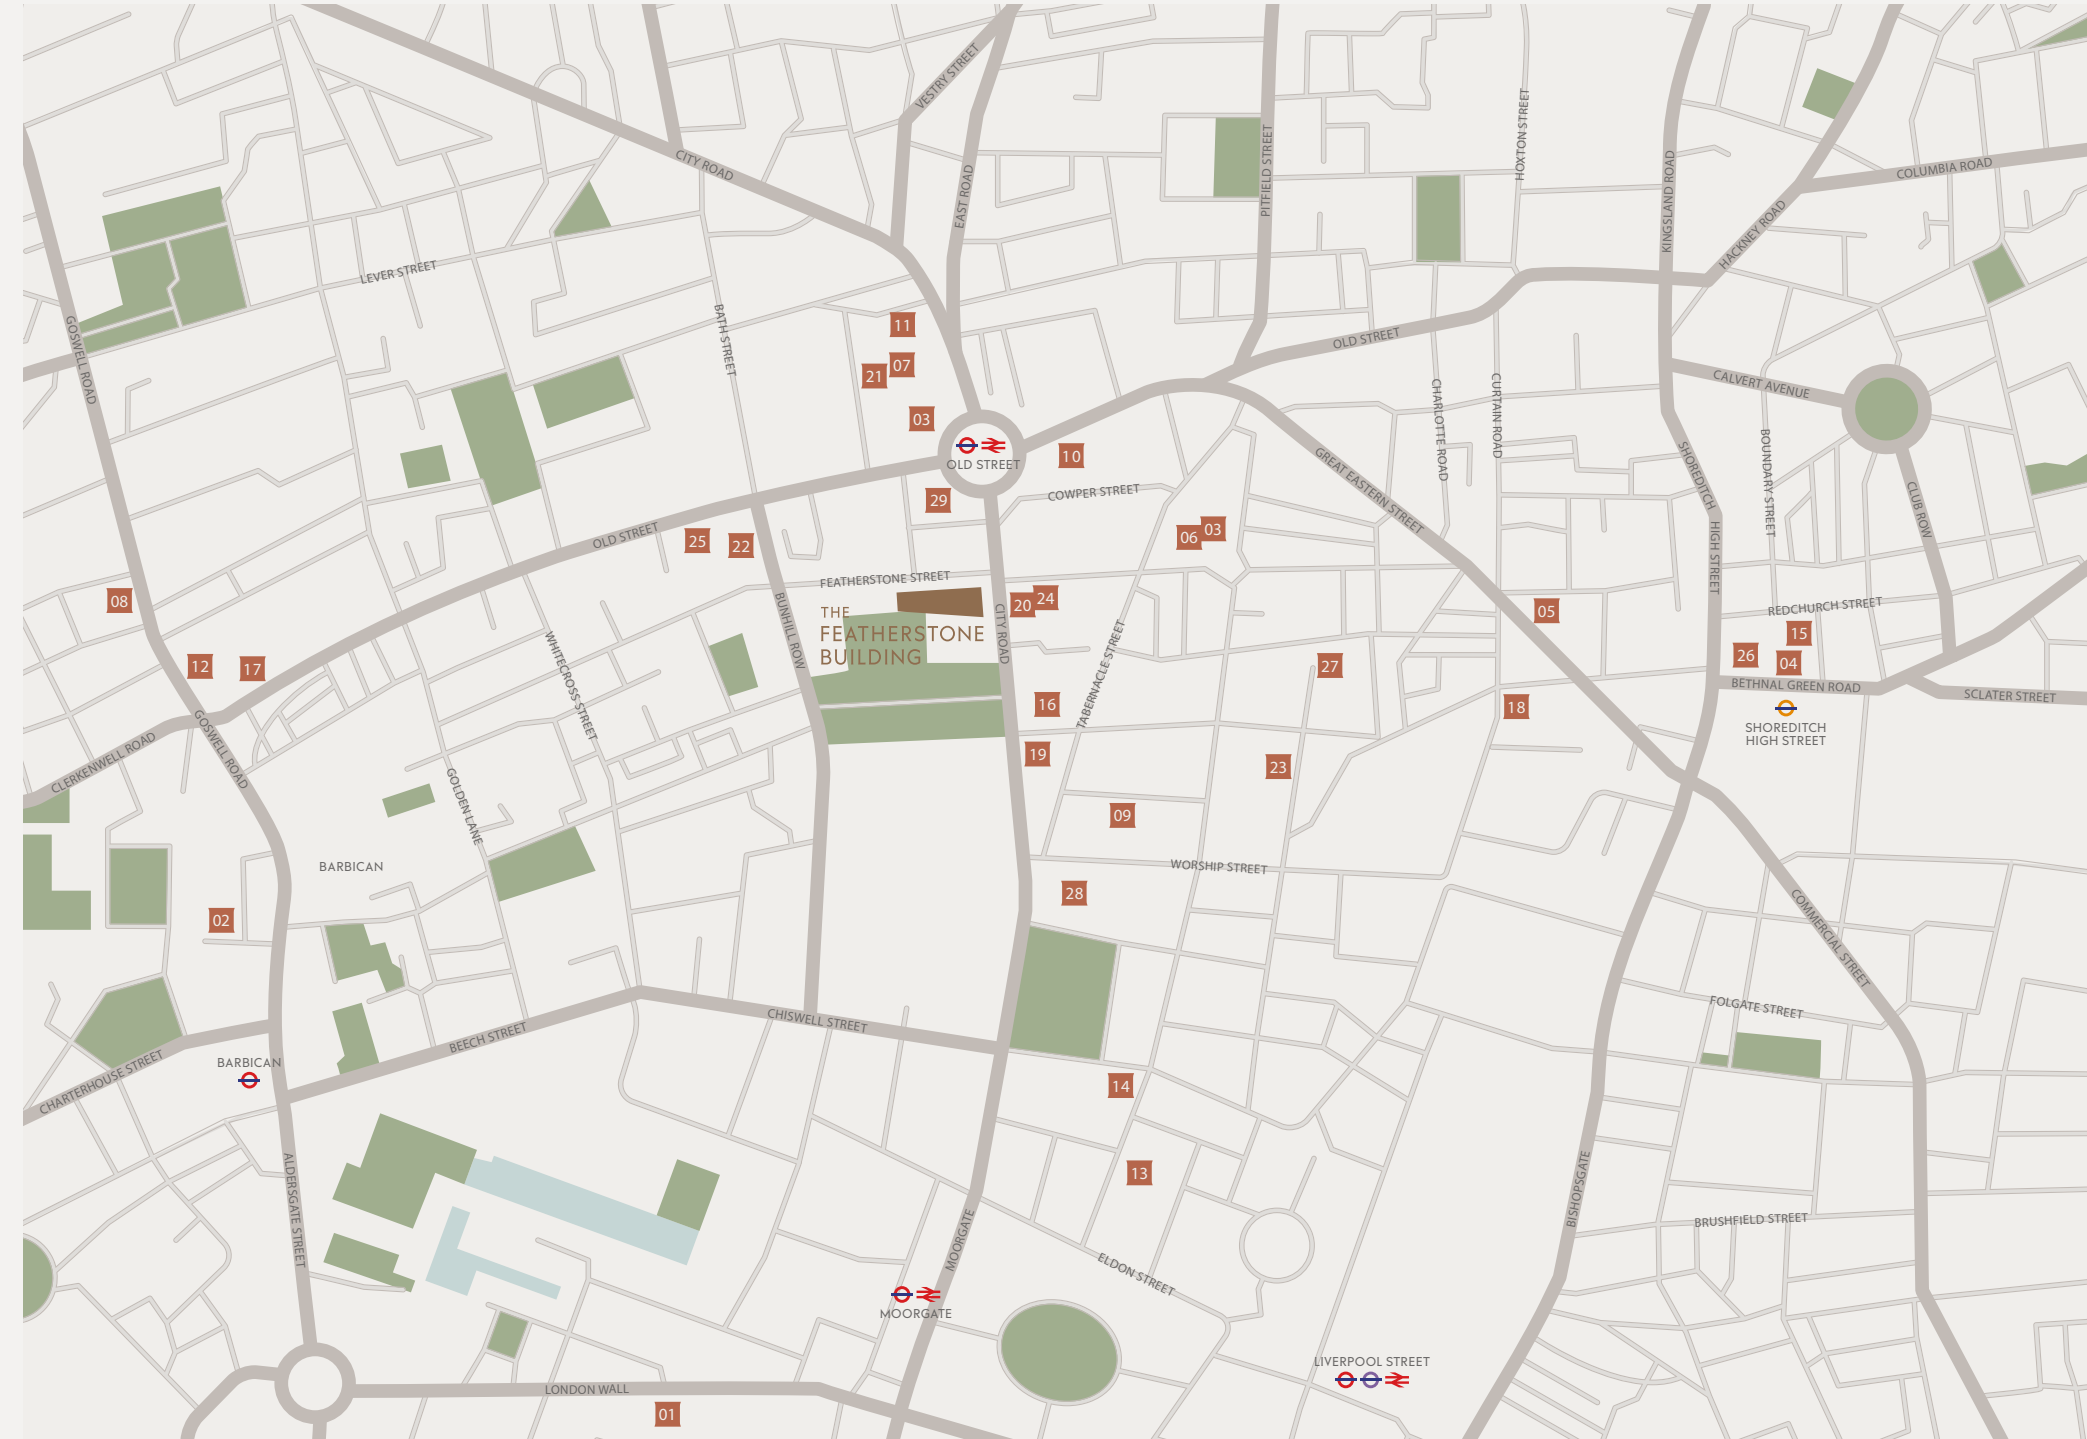 VESTRY STREET
CITY ROAD
EAST ROAD
PITFIELD STREET
HOXTON STREET
KINGSLAND ROAD
COLUMBIA ROAD
HACKNEY ROAD
LEVER STREET
GOSWELL ROAD
BATH STREET
11
07
21
03
OLD STREET
CALVERT AVENUE
CHARLOTTE ROAD
CURTAIN ROAD
OLD STREET
10
GREAT EASTERN STREET
SHOREDITCH
HIGH STREET
BOUNDARY STREET
CLUB ROW
29
COWPER STREET
OLD STREET
25
22
06
03
FEATHERSTONE STREET
08
BUNHILL ROW
THE
FEATHERSTONE
BUILDING
CITY ROAD
20
24
05
REDCHURCH STREET
15
26
04
12
17
WHITECROSS STREET
TABERNACLE STREET
27
BETHNAL GREEN ROAD
SCLATER STREET
16
18
SHOREDITCH
HIGH STREET
CLERKENWELL ROAD
GOSWELL ROAD
GOLDEN LANE
19
23
09
BARBICAN
WORSHIP STREET
28
02
COMMERCIAL STREET
FOLGATE STREET
CHISWELL STREET
BEECH STREET
BARBICAN
CHARTERHOUSE STREET
14
13
ALDERSGATE STREET
BISHOPSGATE
BRUSHFIELD STREET
MOORGATE
ELDON STREET
MOORGATE
LIVERPOOL STREET
LONDON WALL
01